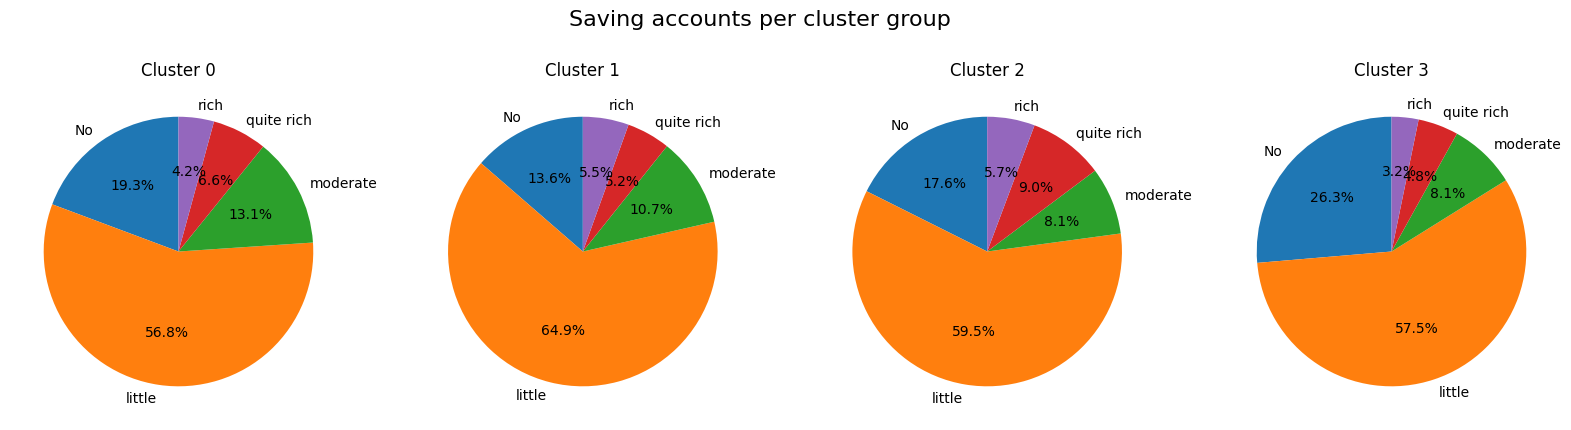 Saving accounts per cluster group
Cluster 0
No
rich
quite rich
moderate
little
19.3%
4.2%
6.6%
13.1%
56.8%
Cluster 1
No
rich
quite rich
moderate
little
13.6%
5.5%
5.2%
10.7%
64.9%
Cluster 2
No
rich
quite rich
moderate
little
17.6%
5.7%
9.0%
8.1%
59.5%
Cluster 3
No
rich
quite rich
moderate
little
26.3%
3.2%
4.8%
8.1%
57.5%